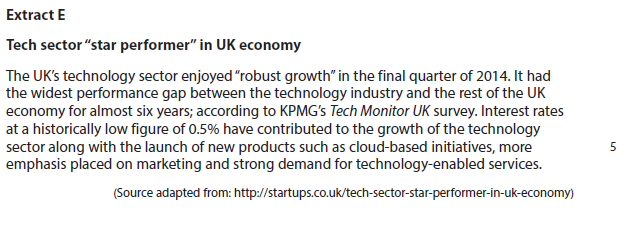 Extract E
Tech sector “star performer” in UK economy
The UK’s technology sector enjoyed “robust growth” in the final quarter of 2014. It had
the widest performance gap between the technology industry and the rest of the UK
economy for almost six years; according to KPMG’s Tech Monitor UK survey. Interest rates
at a historically low figure of 0.5% have contributed to the growth of the technology
sector along with the launch of new products such as cloud-based initiatives, more 5
emphasis placed on marketing and strong demand for technology-enabled services.
(Source adapted from: http://startups.co.uk/tech-sector-star-performer-in-uk-economy)